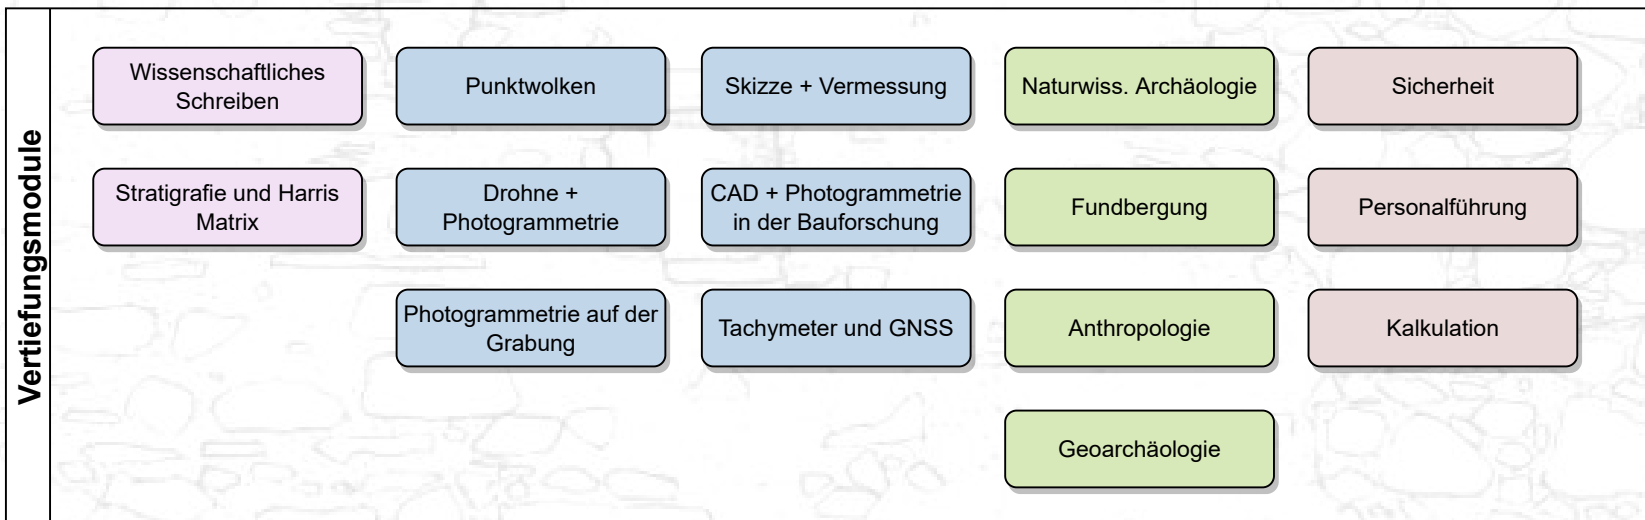 Vertiefungsmodule
Wissenschaftliches
Schreiben
Punktwolken
Skizze + Vermessung
Naturwiss. Archäologie
Sicherheit
Stratigrafie und Harris
Matrix
Drohne +
Photogrammetrie
CAD + Photogrammetrie
in der Bauforschung
Fundbergung
Personalführung
Photogrammetrie auf der
Grabung
Tachymeter und GNSS
Anthropologie
Kalkulation
Geoarchäologie